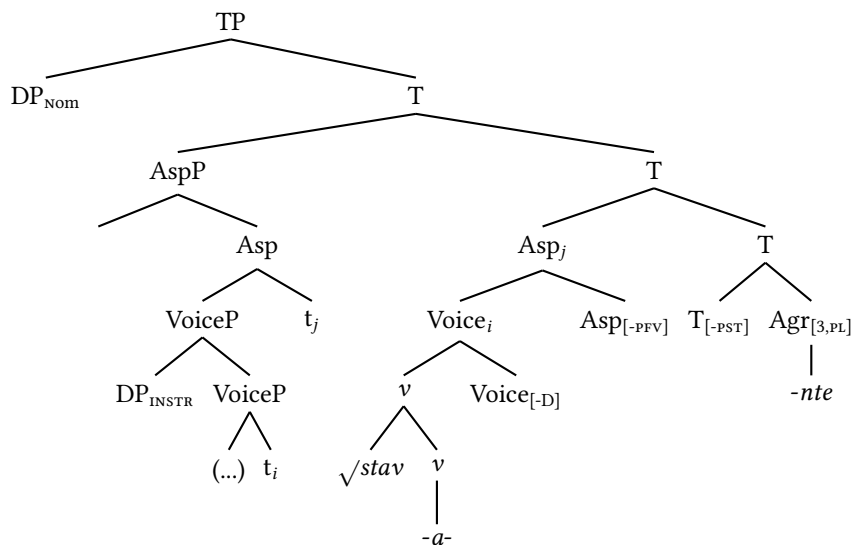 TP
DP_Nom T
AspP T
Asp Asp_j T
VoiceP t_j Voice_i Asp_[-PFV] T_[-PST] Agr_[3,PL]
DP_INSTR VoiceP v Voice_[-D] -nte
(...) t_i √stav v
-a-